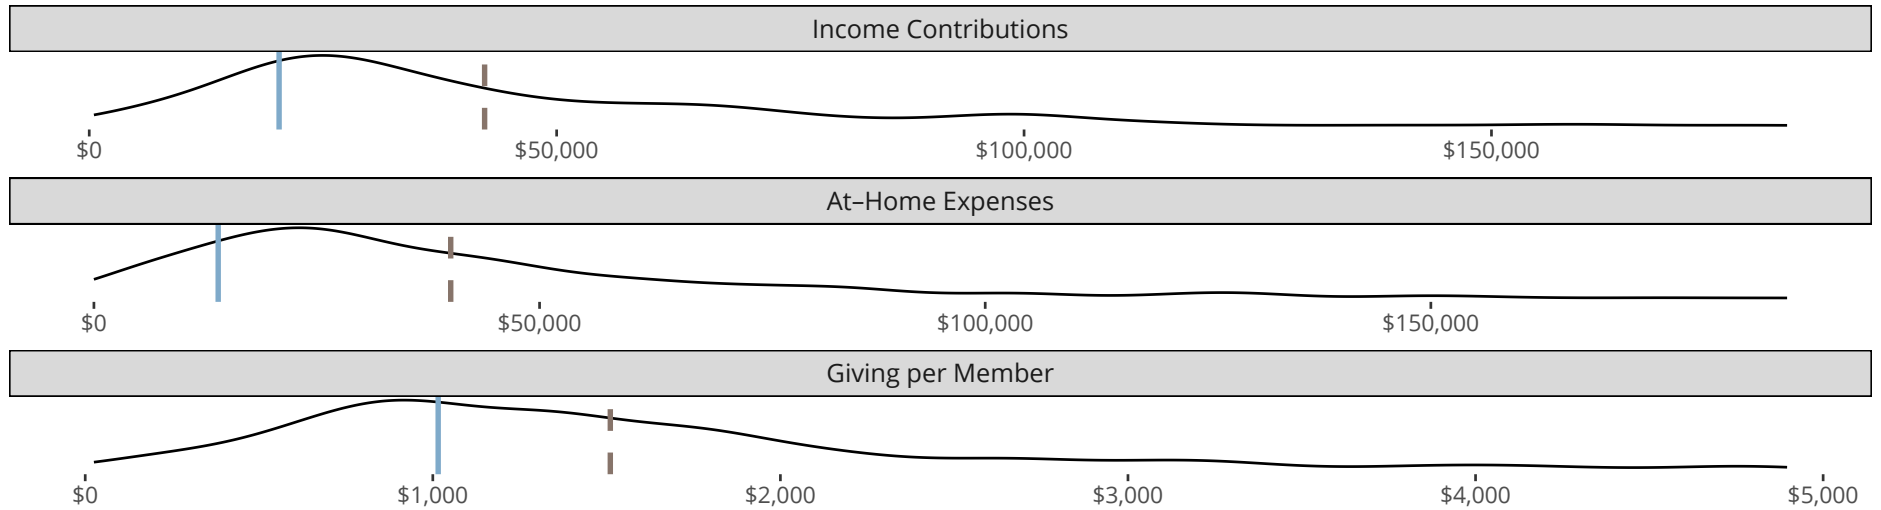 Income Contributions
$0 $50,000 $100,000 $150,000
At–Home Expenses
$0 $50,000 $100,000 $150,000
Giving per Member
$0 $1,000 $2,000 $3,000 $4,000 $5,000